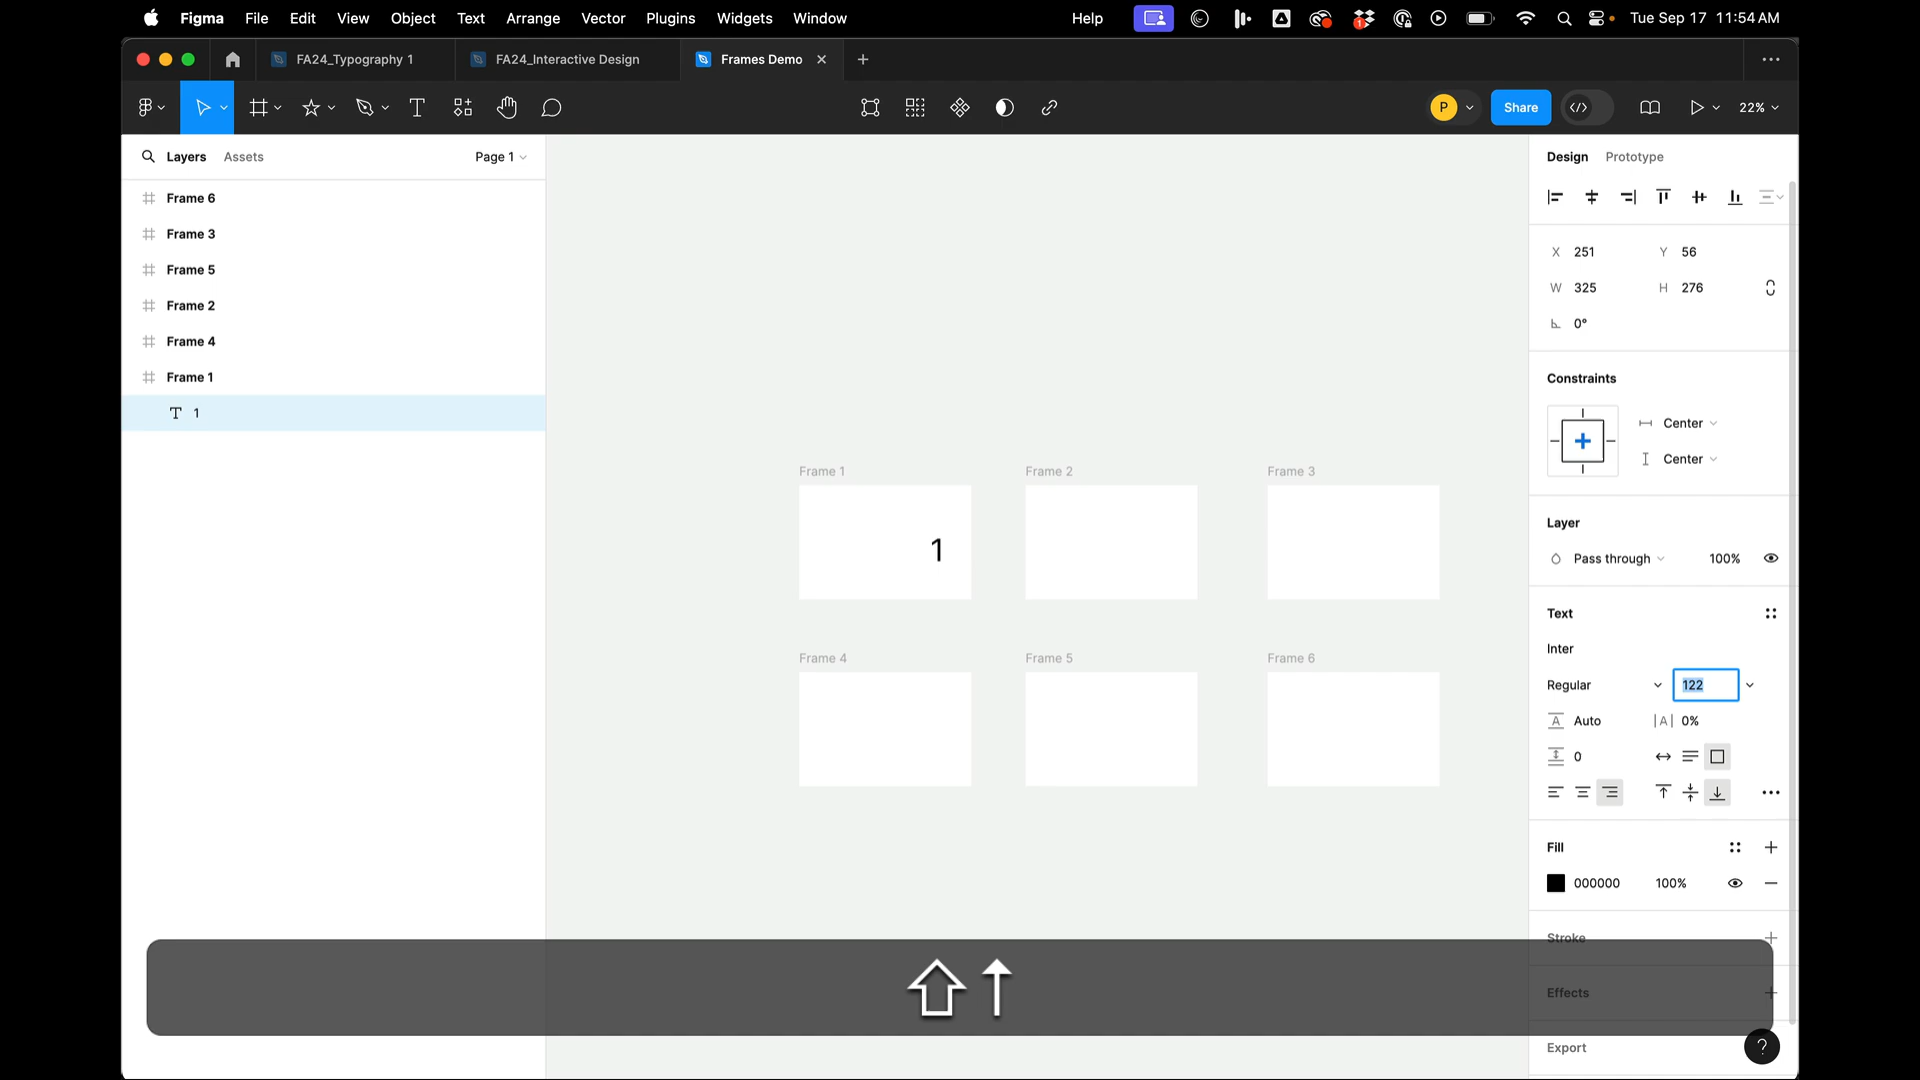 Figma File Edit View Object Text Arrange Vector Plugins Widgets Window Help Tue Sep 17 11:54 AM
FA24_Typography 1 FA24_Interactive Design Frames Demo
P Share 22%
Layers Assets Page 1
Design Prototype
Frame 6
Frame 3
Frame 5
Frame 2
Frame 4
Frame 1
T 1
X 251 Y 56
W 325 H 276
0°
Constraints
Center
Center
Frame 1 Frame 2 Frame 3
1
Frame 4 Frame 5 Frame 6
Layer
Pass through 100%
Text
Inter
Regular 122
Auto 0%
0
Fill
000000 100%
Stroke
Effects
Export
?